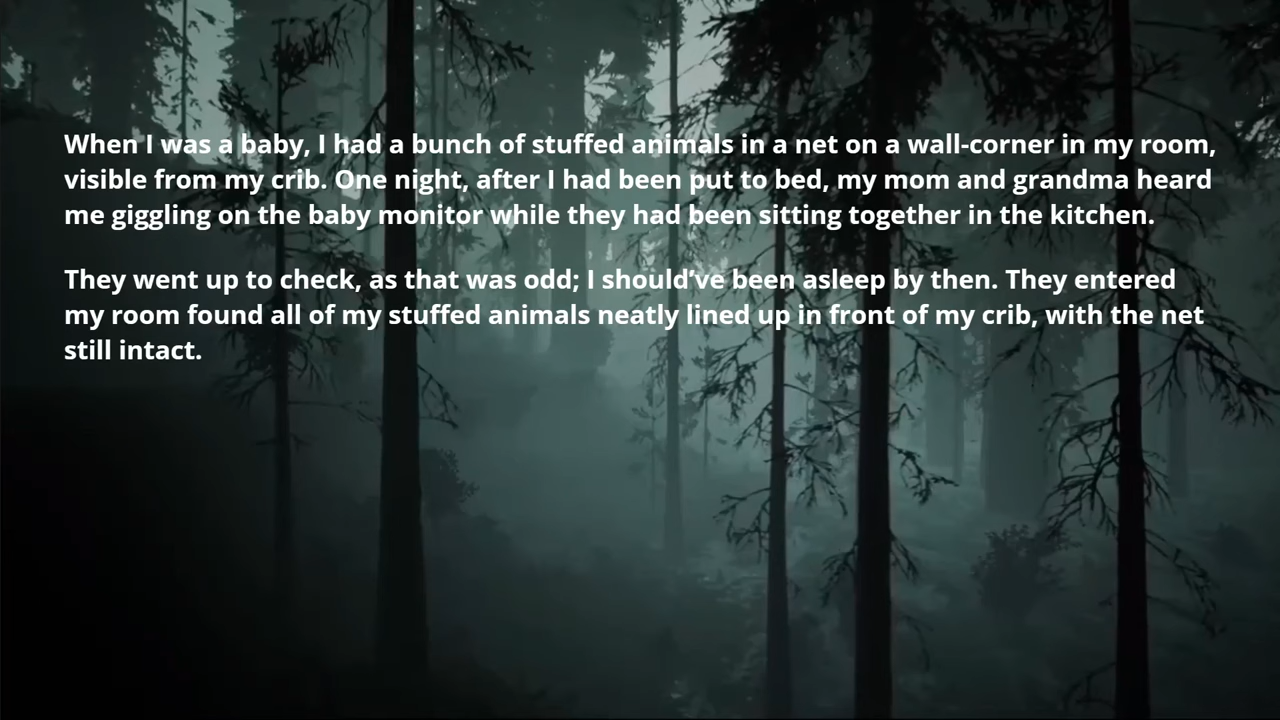 When I was a baby, I had a bunch of stuffed animals in a net on a wall-corner in my room,
visible from my crib. One night, after I had been put to bed, my mom and grandma heard
me giggling on the baby monitor while they had been sitting together in the kitchen.
They went up to check, as that was odd; I should’ve been asleep by then. They entered
my room found all of my stuffed animals neatly lined up in front of my crib, with the net
still intact.